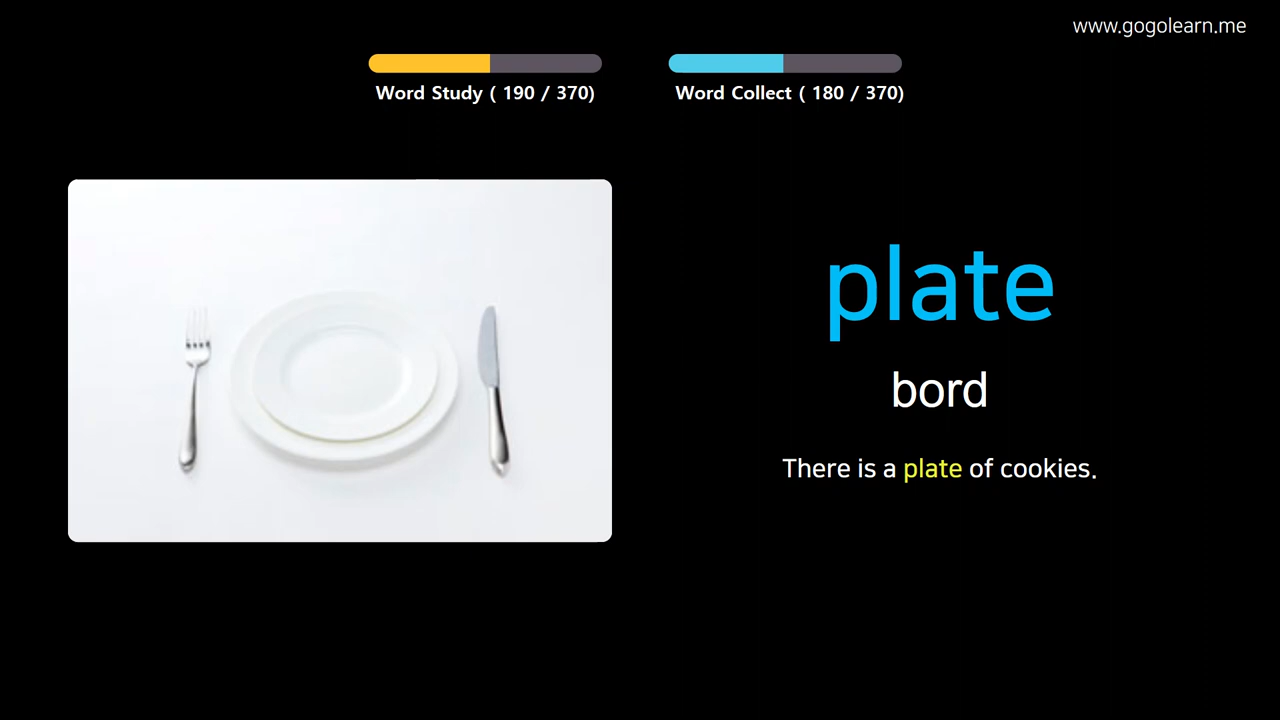 www.gogolearn.me
Word Study ( 190 / 370)
Word Collect ( 180 / 370)
plate
bord
There is a plate of cookies.